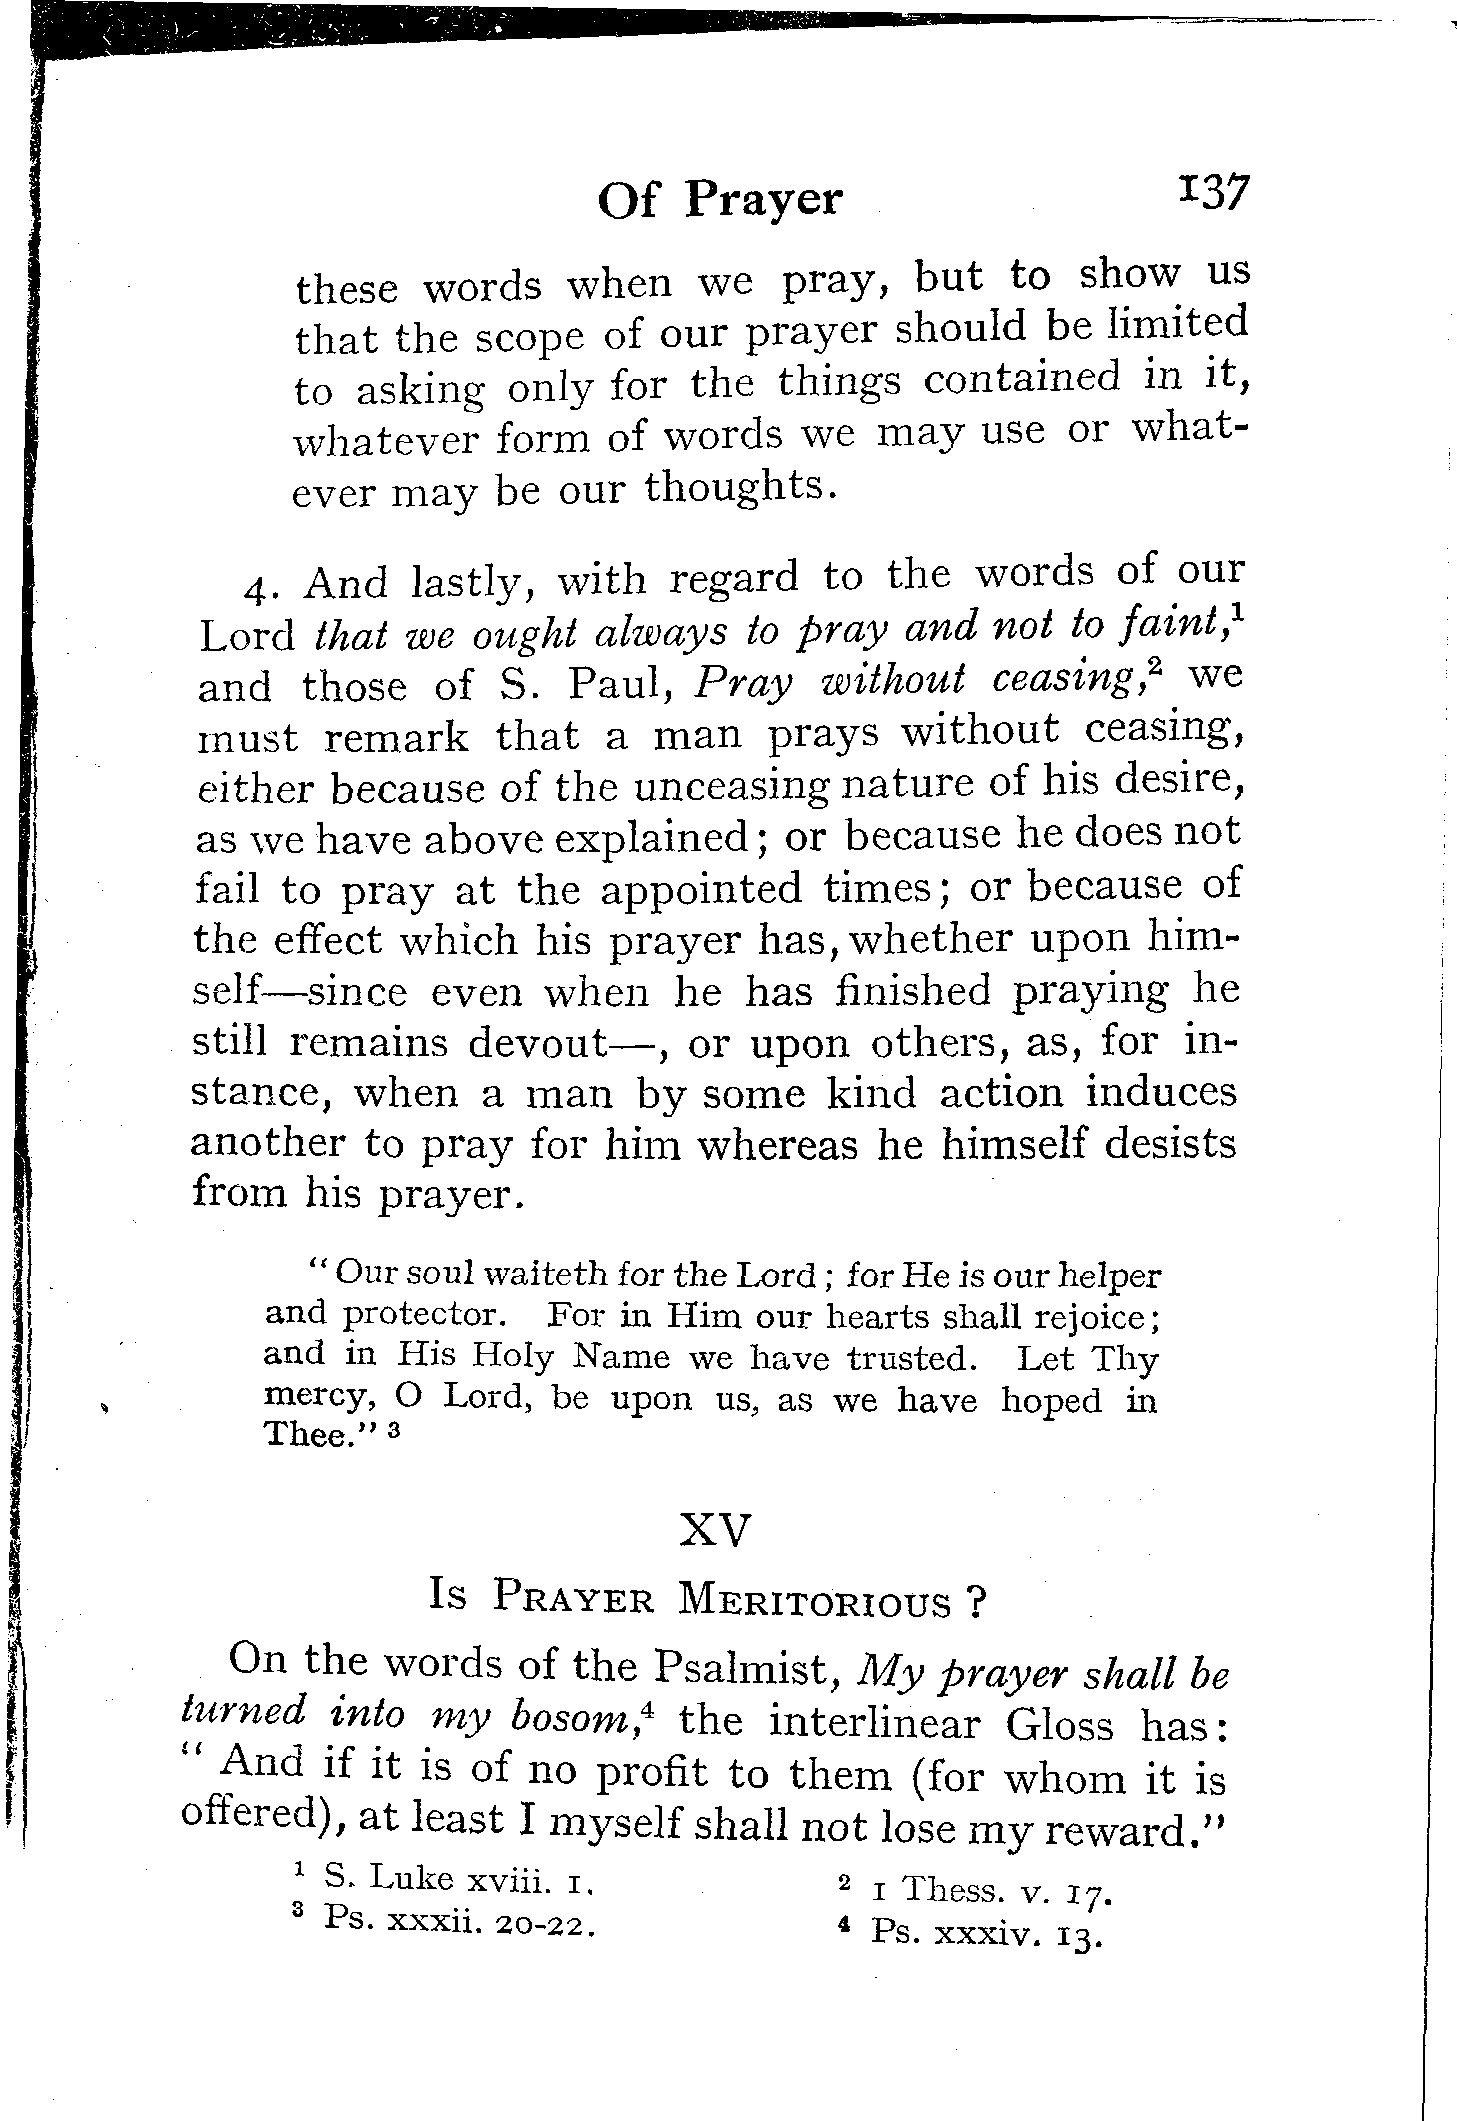 Of Prayer 137
these words when we pray, but to show us
that the scope of our prayer should be limited
to asking only for the things contained in it,
whatever form of words we may use or what-
ever may be our thoughts.
4. And lastly, with regard to the words of our
Lord that we ought always to pray and not to faint,¹
and those of S. Paul, Pray without ceasing,² we
must remark that a man prays without ceasing,
either because of the unceasing nature of his desire,
as we have above explained; or because he does not
fail to pray at the appointed times; or because of
the effect which his prayer has, whether upon him-
self—since even when he has finished praying he
still remains devout—, or upon others, as, for in-
stance, when a man by some kind action induces
another to pray for him whereas he himself desists
from his prayer.
"Our soul waiteth for the Lord; for He is our helper
and protector. For in Him our hearts shall rejoice;
and in His Holy Name we have trusted. Let Thy
mercy, O Lord, be upon us, as we have hoped in
Thee." ³
XV
Is Prayer Meritorious ?
On the words of the Psalmist, My prayer shall be
turned into my bosom,⁴ the interlinear Gloss has:
" And if it is of no profit to them (for whom it is
offered), at least I myself shall not lose my reward."
¹ S. Luke xviii. 1. ² 1 Thess. v. 17.
³ Ps. xxxii. 20-22. ⁴ Ps. xxxiv. 13.